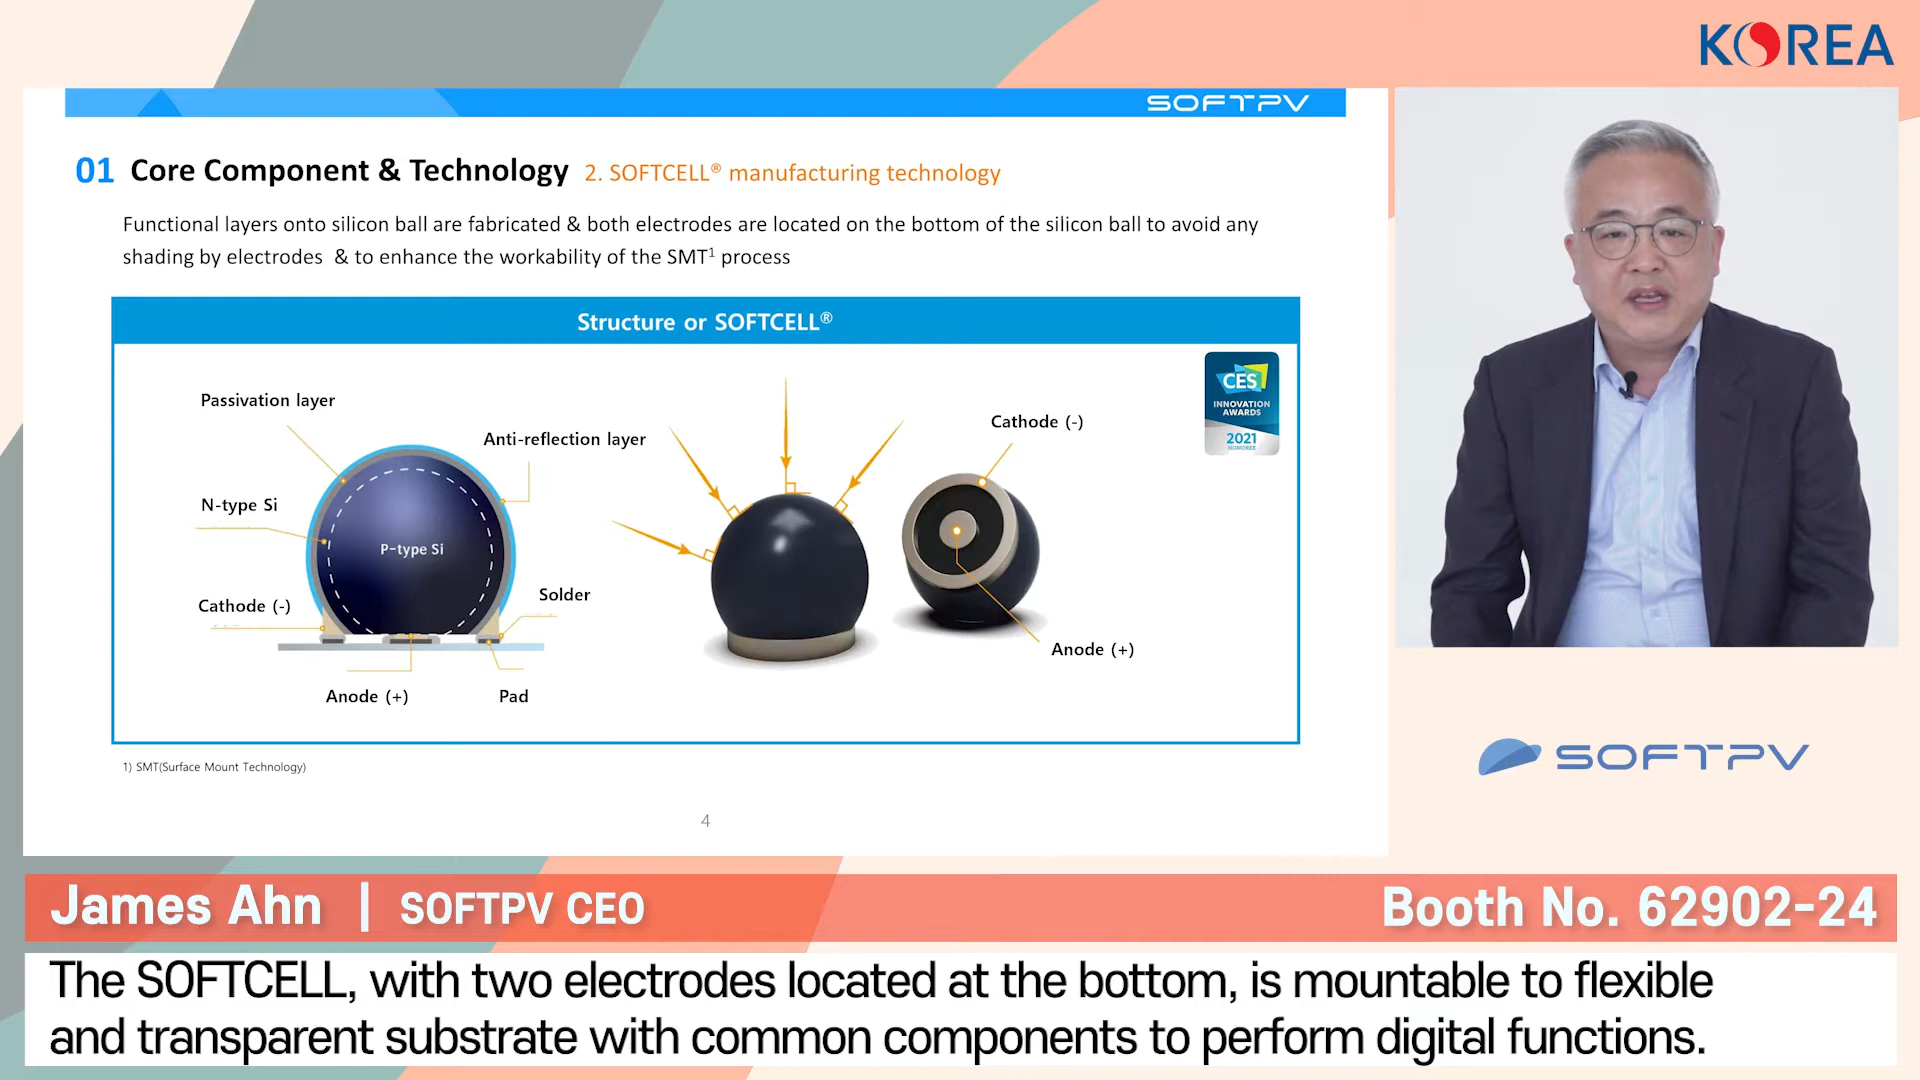 KOREA
SOFTPV
01 Core Component & Technology 2. SOFTCELL® manufacturing technology
Functional layers onto silicon ball are fabricated & both electrodes are located on the bottom of the silicon ball to avoid any
shading by electrodes & to enhance the workability of the SMT¹ process
Structure or SOFTCELL®
CES
INNOVATION
AWARDS
2021
HONOREE
Passivation layer
Anti-reflection layer
N-type Si
P-type Si
Cathode (-)
Solder
Anode (+)
Pad
Cathode (-)
Anode (+)
1) SMT(Surface Mount Technology)
4
SOFTPV
James Ahn | SOFTPV CEO
Booth No. 62902-24
The SOFTCELL, with two electrodes located at the bottom, is mountable to flexible
and transparent substrate with common components to perform digital functions.